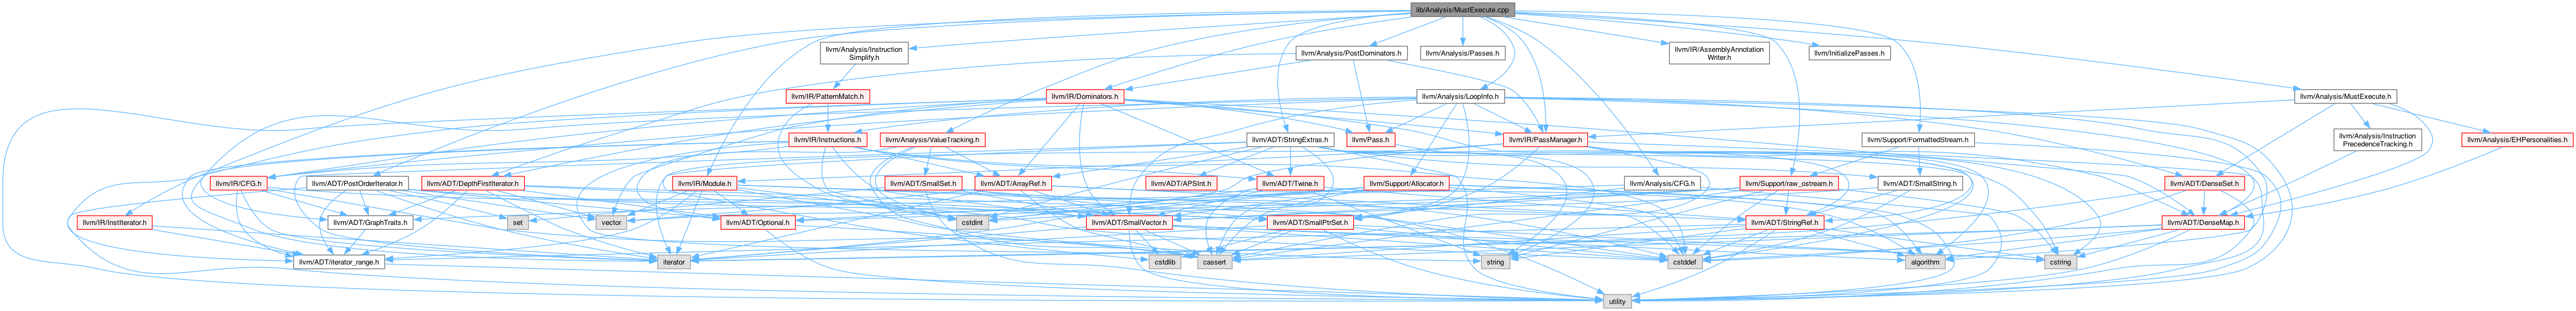 lib/Analysis/MustExecute.cpp
llvm/Analysis/Instruction
Simplify.h
llvm/Analysis/PostDominators.h
llvm/Analysis/Passes.h
llvm/IR/AssemblyAnnotation
Writer.h
llvm/InitializePasses.h
llvm/IR/PatternMatch.h
llvm/IR/Dominators.h
llvm/Analysis/LoopInfo.h
llvm/Analysis/MustExecute.h
llvm/IR/Instructions.h
llvm/Analysis/ValueTracking.h
llvm/ADT/StringExtras.h
llvm/Pass.h
llvm/IR/PassManager.h
llvm/Support/FormattedStream.h
llvm/Analysis/Instruction
PrecedenceTracking.h
llvm/Analysis/EHPersonalities.h
llvm/IR/CFG.h
llvm/ADT/PostOrderIterator.h
llvm/ADT/DepthFirstIterator.h
llvm/IR/Module.h
llvm/ADT/SmallSet.h
llvm/ADT/ArrayRef.h
llvm/ADT/APSInt.h
llvm/ADT/Twine.h
llvm/Support/Allocator.h
llvm/Analysis/CFG.h
llvm/Support/raw_ostream.h
llvm/ADT/SmallString.h
llvm/ADT/DenseSet.h
llvm/IR/InstIterator.h
llvm/ADT/GraphTraits.h
set
vector
llvm/ADT/Optional.h
cstdint
llvm/ADT/SmallVector.h
llvm/ADT/SmallPtrSet.h
llvm/ADT/StringRef.h
llvm/ADT/DenseMap.h
llvm/ADT/iterator_range.h
iterator
cstdlib
cassert
string
cstddef
algorithm
cstring
utility